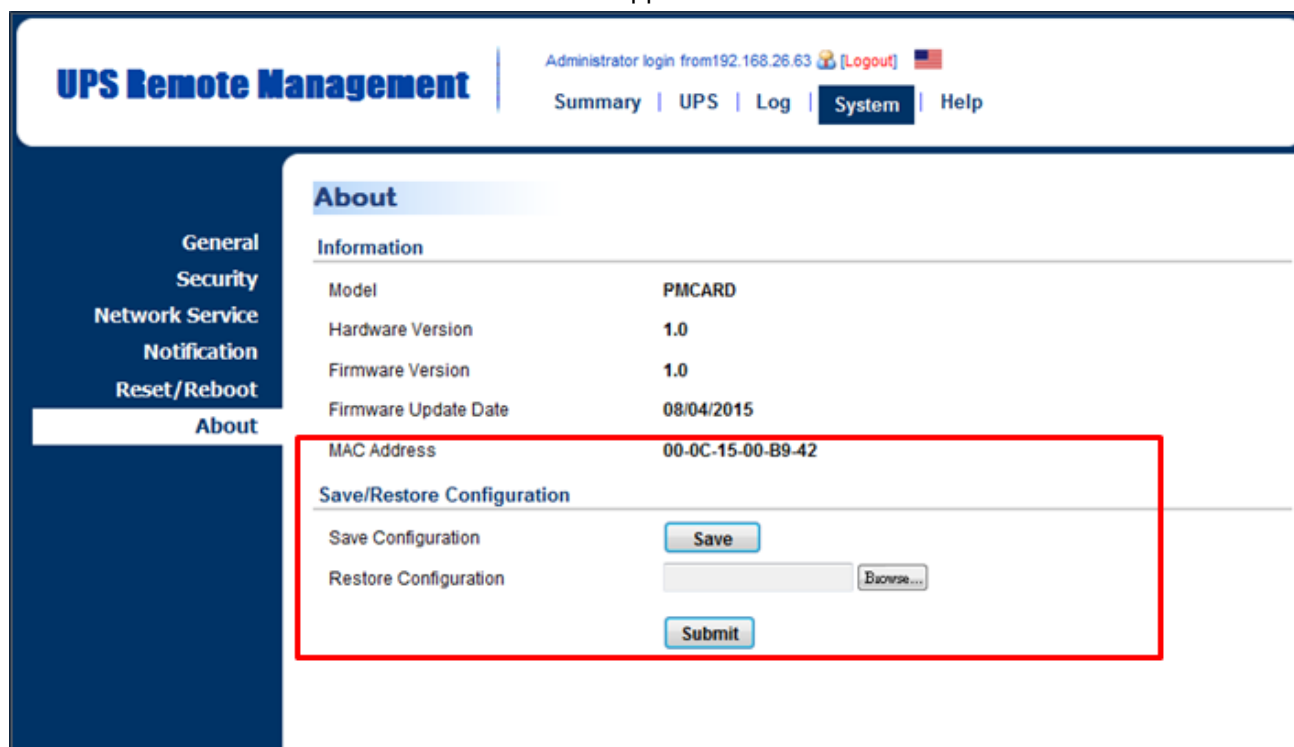 UPS Remote Management
Administrator login from192.168.26.63 [Logout]
Summary | UPS | Log | System | Help
General
Security
Network Service
Notification
Reset/Reboot
About
About
Information
Model PMCARD
Hardware Version 1.0
Firmware Version 1.0
Firmware Update Date 08/04/2015
MAC Address 00-0C-15-00-B9-42
Save/Restore Configuration
Save Configuration Save
Restore Configuration Browse...
Submit